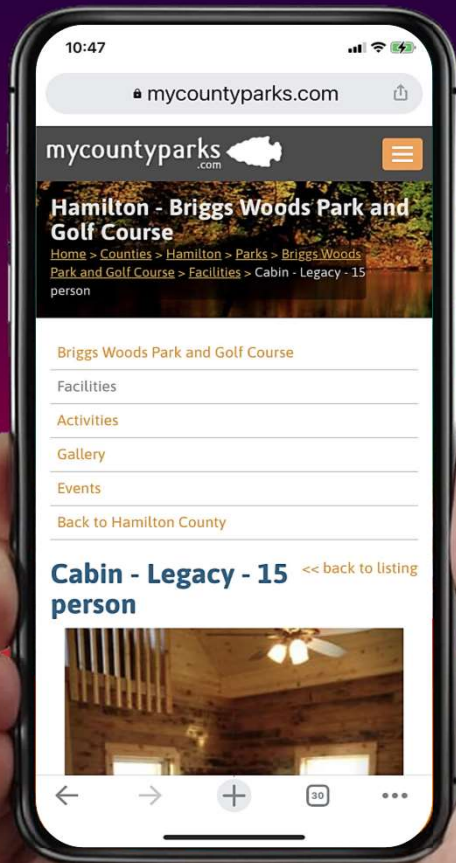 10:47
mycountyparks.com
mycountyparks
.com
Hamilton - Briggs Woods Park and
Golf Course
Home > Counties > Hamilton > Parks > Briggs Woods
Park and Golf Course > Facilities > Cabin - Legacy - 15
person
Briggs Woods Park and Golf Course
Facilities
Activities
Gallery
Events
Back to Hamilton County
Cabin - Legacy - 15
person
<< back to listing
30